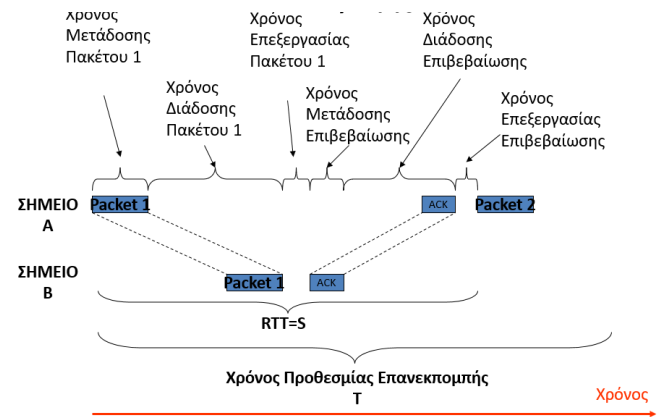 Χρόνος
Μετάδοσης
Πακέτου 1
Χρόνος
Διάδοσης
Πακέτου 1
Χρόνος
Επεξεργασίας
Πακέτου 1
Χρόνος
Μετάδοσης
Επιβεβαίωσης
Χρόνος
Διάδοσης
Επιβεβαίωσης
Χρόνος
Επεξεργασίας
Επιβεβαίωσης
ΣΗΜΕΙΟ
Α
Packet 1
ACK
Packet 2
ΣΗΜΕΙΟ
Β
Packet 1
ACK
RTT=S
Χρόνος Προθεσμίας Επανεκπομπής
Τ
Χρόνος